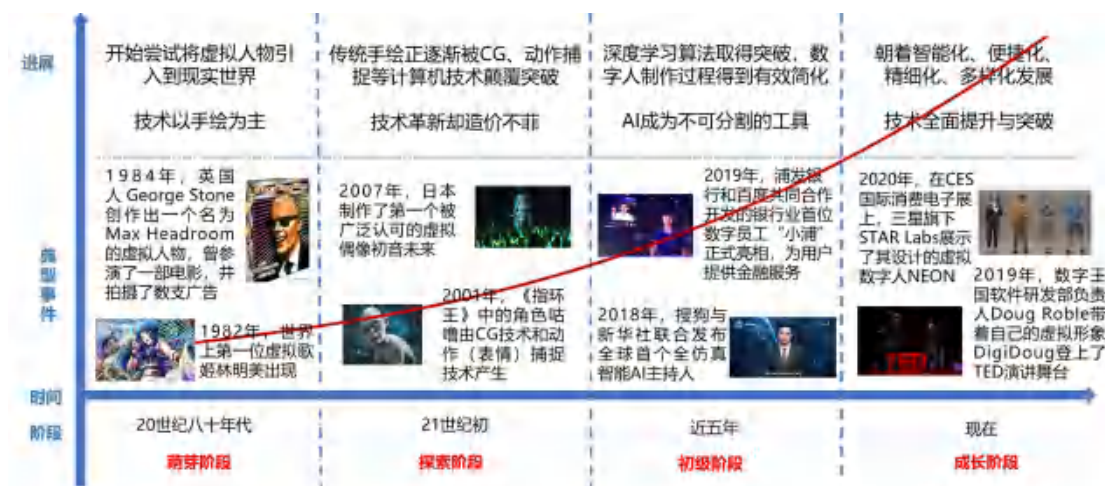 进展
开始尝试将虚拟人物引
入到现实世界
技术以手绘为主
传统手绘正逐渐被CG、动作捕
捉等计算机技术颠覆突破
技术革新却造价不菲
深度学习算法取得突破，数
字人制作过程得到有效简化
AI成为不可分割的工具
朝着智能化、便捷化、
精细化、多样化发展
技术全面提升与突破
典型事件
1984年，英国
人 George Stone
创作出一个名为
Max Headroom
的虚拟人物，曾参
演了一部电影，并
拍摄了数支广告
1982年，世界
上第一位虚拟歌
姬林明美出现
2007年，日本
制作了第一个被
广泛认可的虚拟
偶像初音未来
2001年，《指环
王》中的角色咕
噜由CG技术和动
作（表情）捕捉
技术产生
2019年，浦发银
行和百度共同合作
开发的银行业首位
数字员工“小浦”
正式亮相，为用户
提供金融服务
2018年，搜狗与
新华社联合发布
全球首个全仿真
智能AI主持人
2020年，在CES
国际消费电子展
上，三星旗下
STAR Labs展示
了其设计的虚拟
数字人NEON
2019年，数字王
国软件研发部负责
人Doug Roble带
着自己的虚拟形象
DigiDoug登上了
TED演讲舞台
时间
阶段
20世纪八十年代
萌芽阶段
21世纪初
探索阶段
近五年
初级阶段
现在
成长阶段